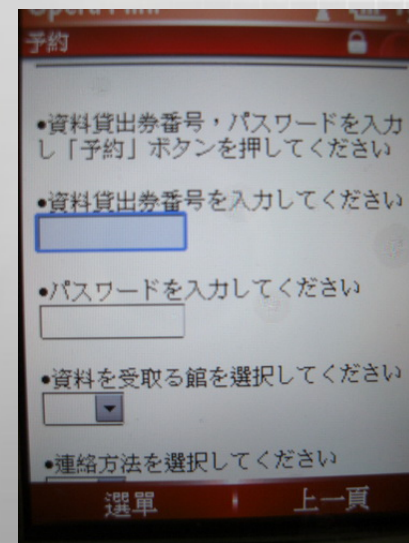 Opera Mini
予約
•資料貸出券番号，パスワードを入力
し「予約」ボタンを押してください
•資料貸出券番号を入力してください
•パスワードを入力してください
•資料を受取る館を選択してください
•連絡方法を選択してください
選單
上一頁